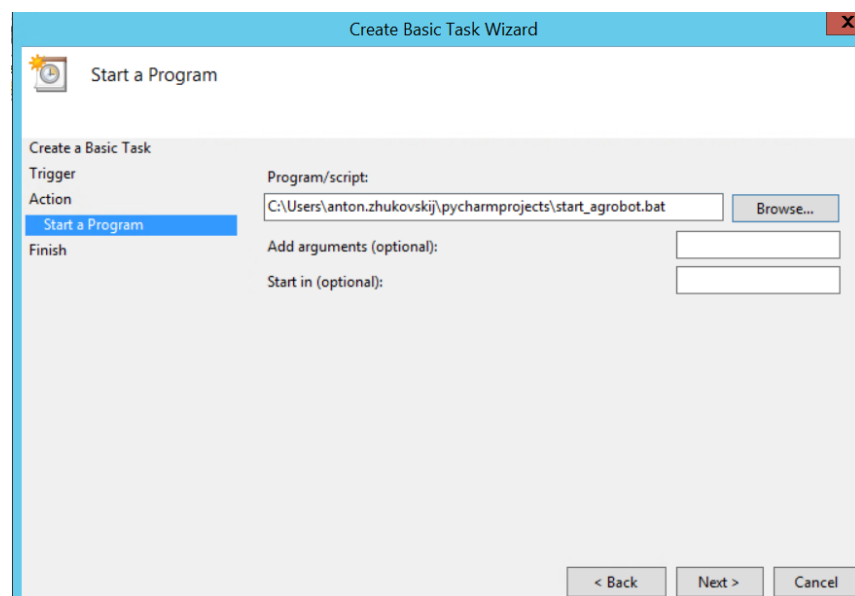 Create Basic Task Wizard
X
Start a Program
Create a Basic Task
Trigger
Action
Start a Program
Finish
Program/script:
C:\Users\anton.zhukovskij\pycharmprojects\start_agrobot.bat
Browse...
Add arguments (optional):
Start in (optional):
< Back
Next >
Cancel